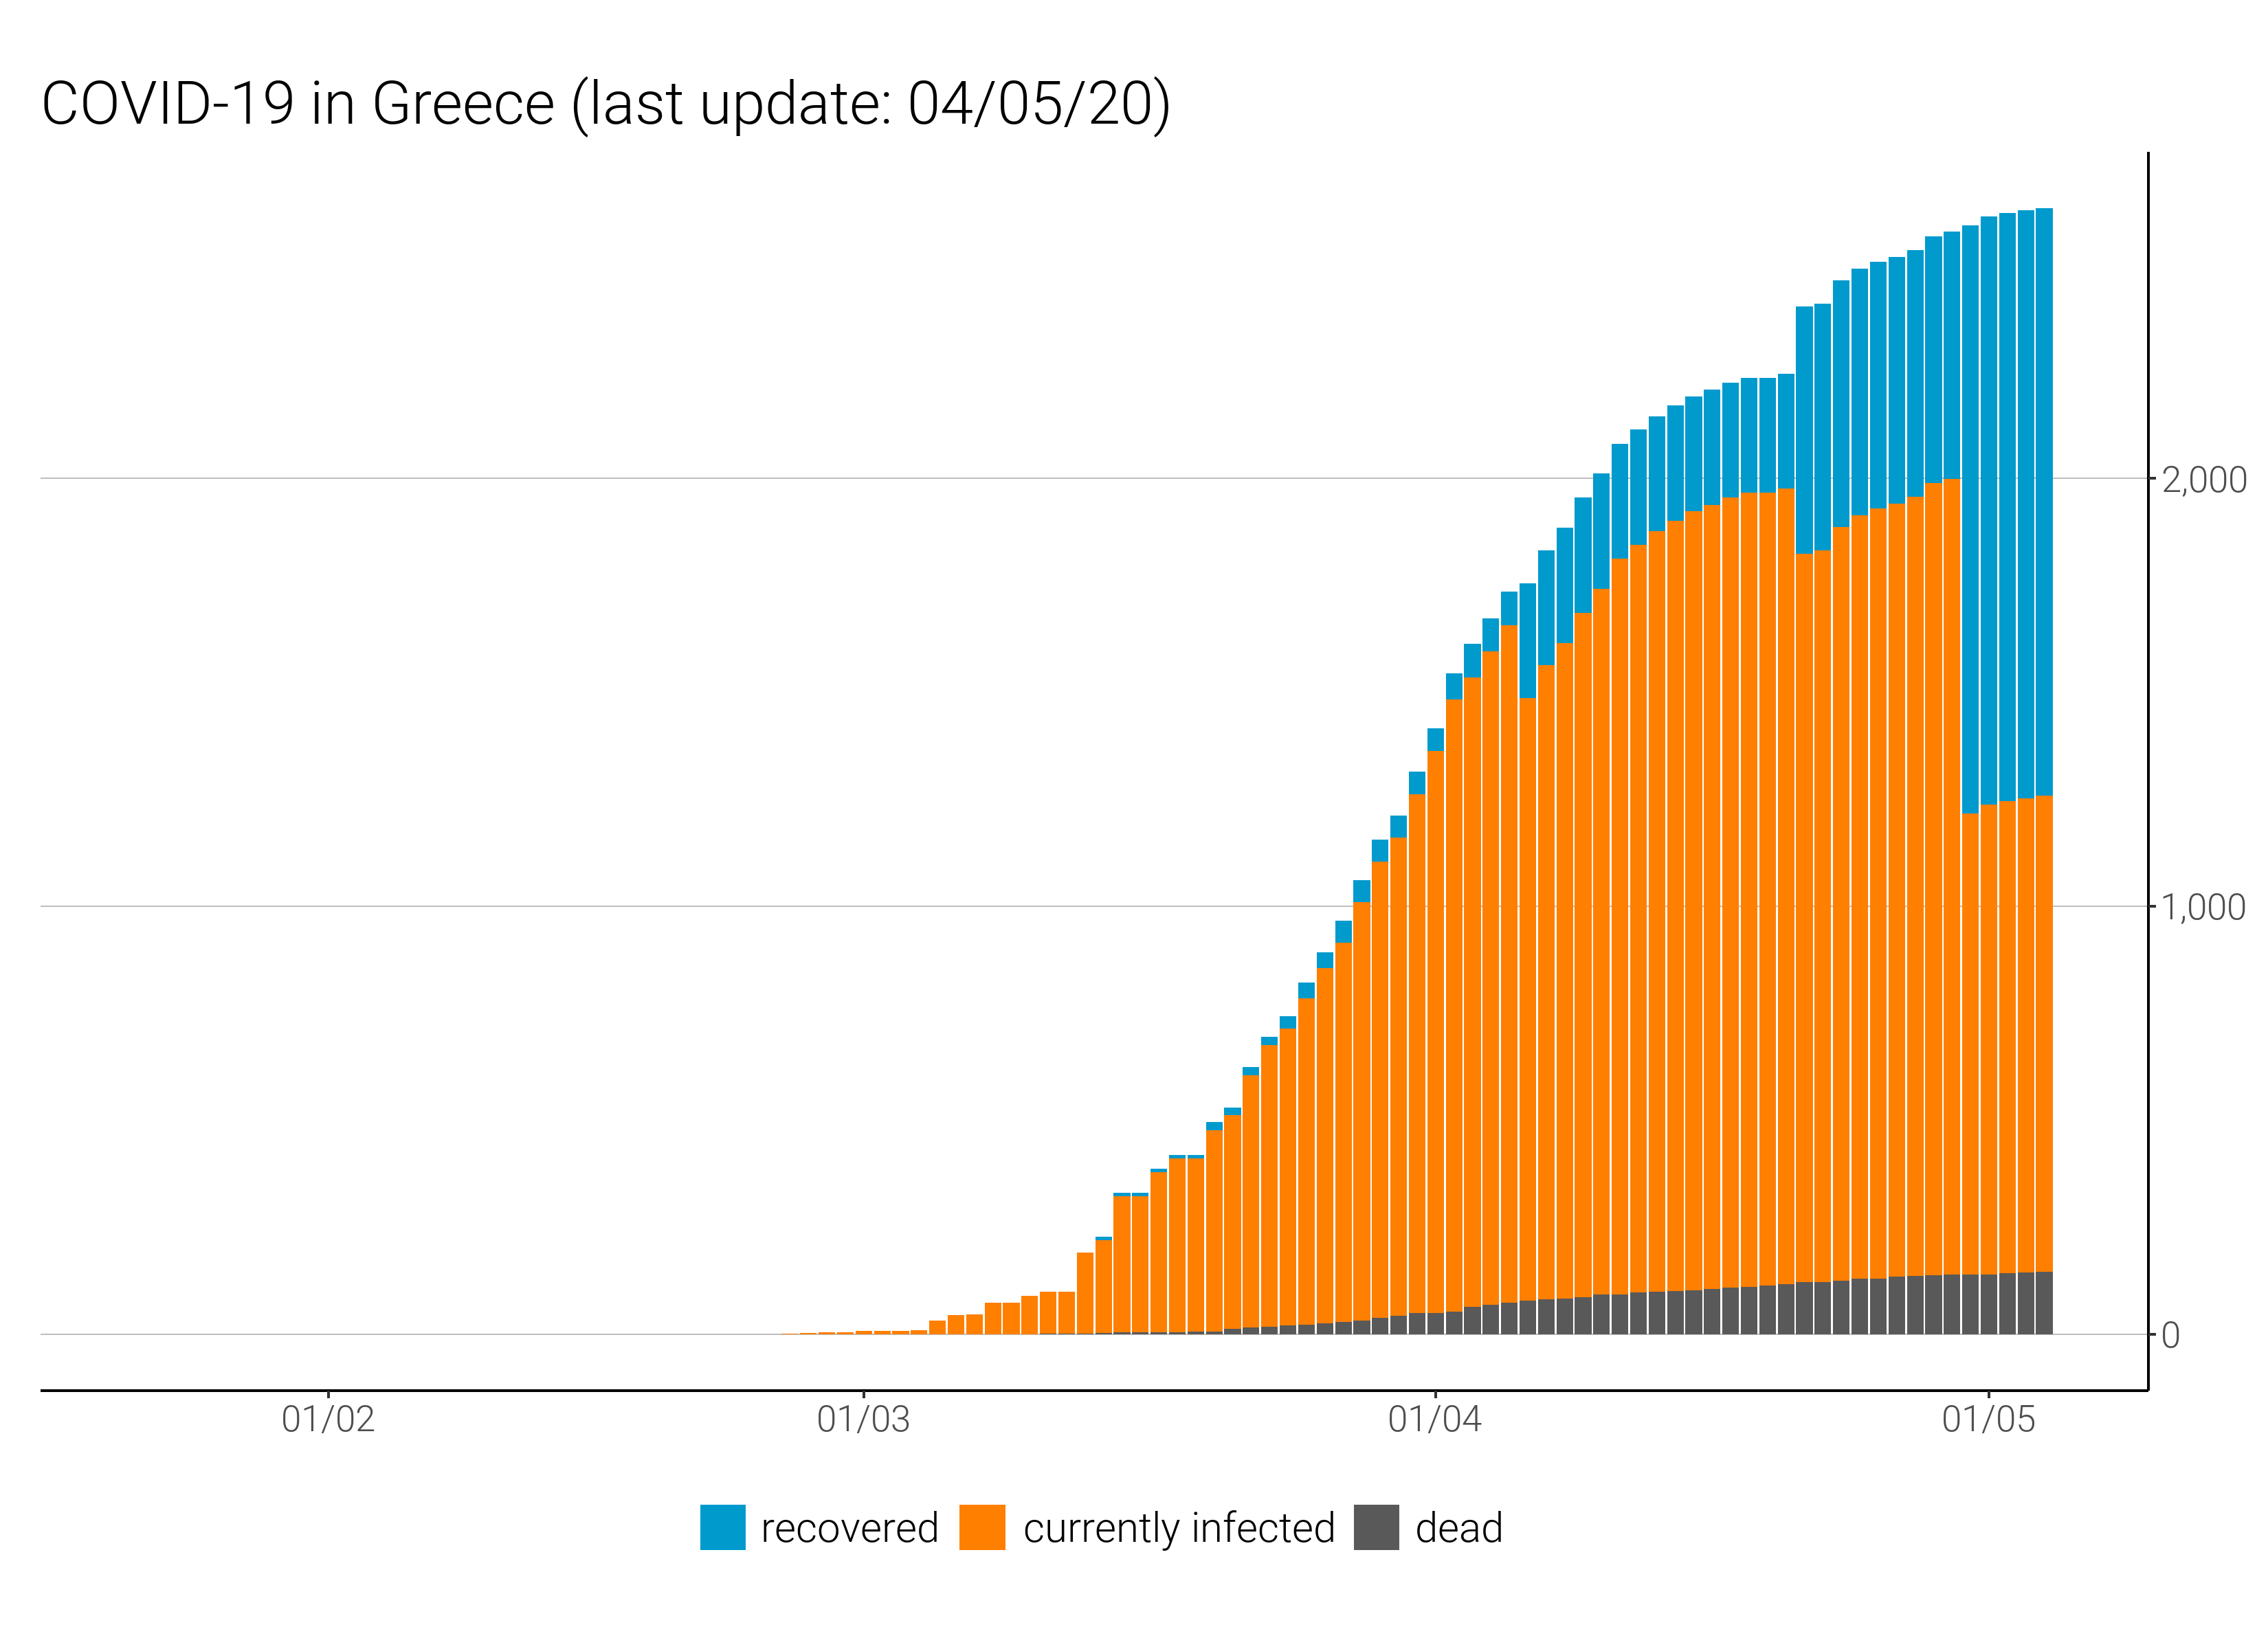 COVID-19 in Greece (last update: 04/05/20)
2,000
1,000
0
01/02 01/03 01/04 01/05
recovered currently infected dead